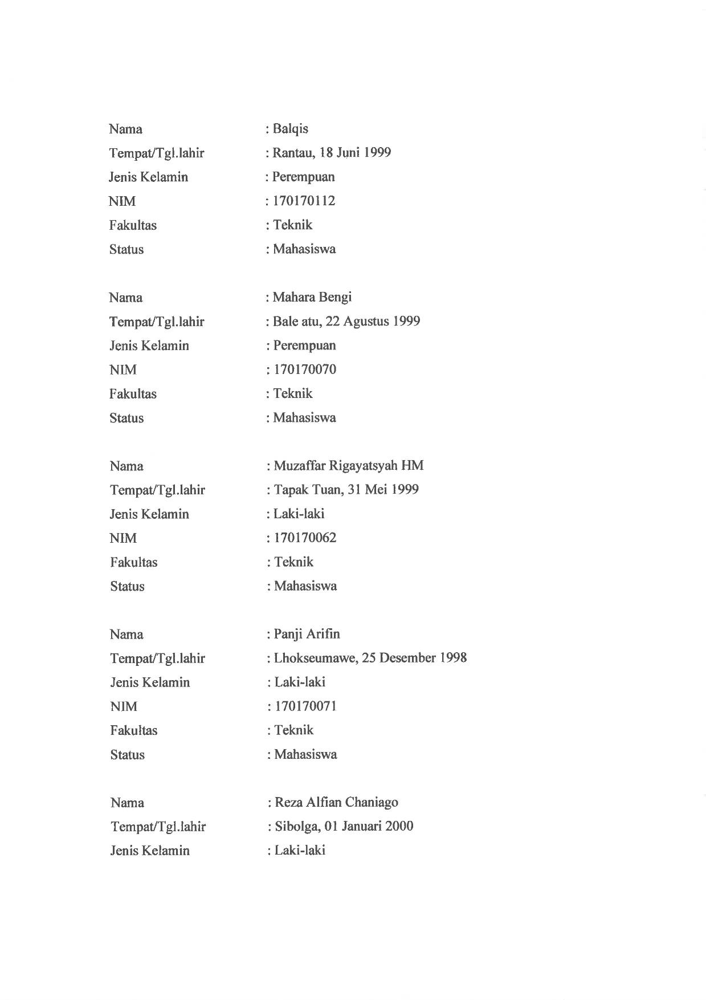 Nama : Balqis
Tempat/Tgl.lahir : Rantau, 18 Juni 1999
Jenis Kelamin : Perempuan
NIM : 170170112
Fakultas : Teknik
Status : Mahasiswa
Nama : Mahara Bengi
Tempat/Tgl.lahir : Bale atu, 22 Agustus 1999
Jenis Kelamin : Perempuan
NIM : 170170070
Fakultas : Teknik
Status : Mahasiswa
Nama : Muzaffar Rigayatsyah HM
Tempat/Tgl.lahir : Tapak Tuan, 31 Mei 1999
Jenis Kelamin : Laki-laki
NIM : 170170062
Fakultas : Teknik
Status : Mahasiswa
Nama : Panji Arifin
Tempat/Tgl.lahir : Lhokseumawe, 25 Desember 1998
Jenis Kelamin : Laki-laki
NIM : 170170071
Fakultas : Teknik
Status : Mahasiswa
Nama : Reza Alfian Chaniago
Tempat/Tgl.lahir : Sibolga, 01 Januari 2000
Jenis Kelamin : Laki-laki